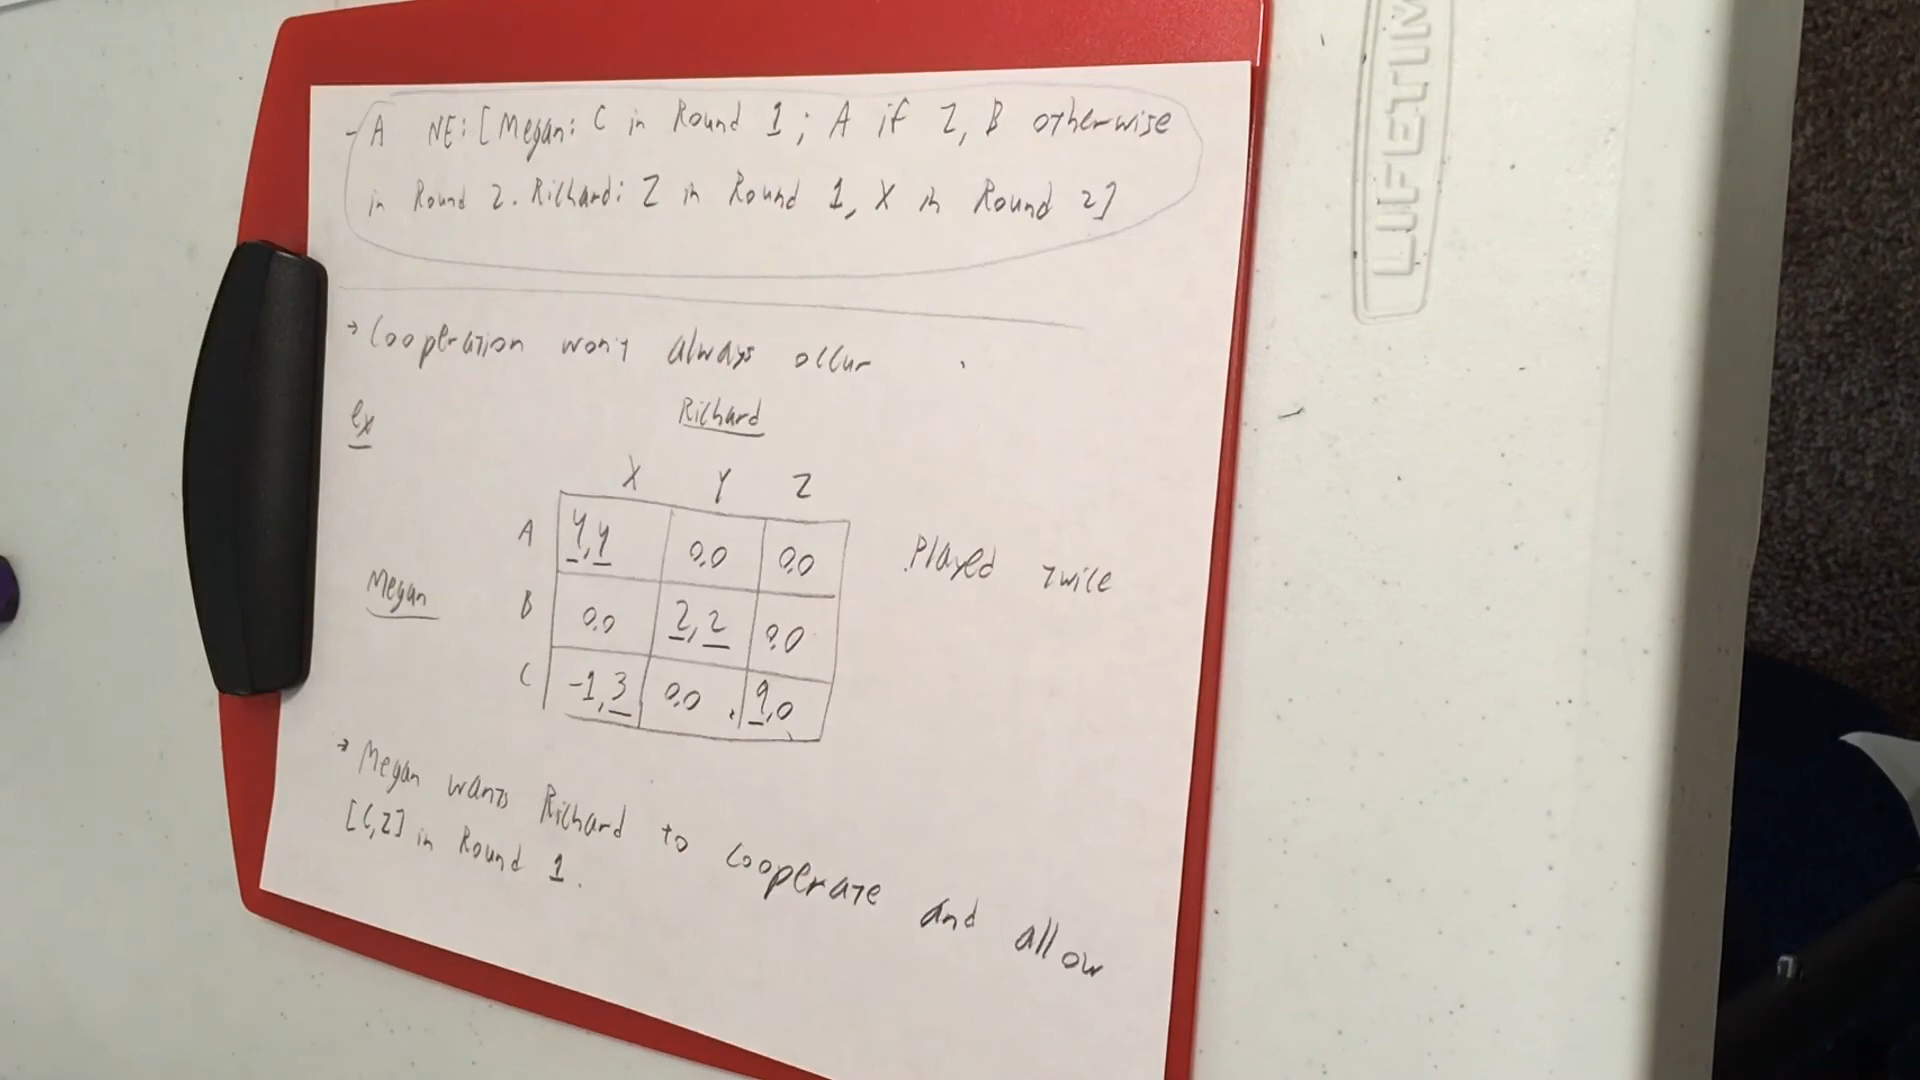 - A NE: [Megan: C in Round 1; A if Z, B otherwise
in Round 2. Richard: Z in Round 1, X in Round 2]
→ Cooperation won't always occur
ex
Richard
X Y Z
A 4,4 0,0 0,0
Played twice
Megan
B 0,0 2,2 0,0
C -1,3 0,0 9,0
→ Megan wants Richard to cooperate and allow
[C,Z] in Round 1.
LIFETIM